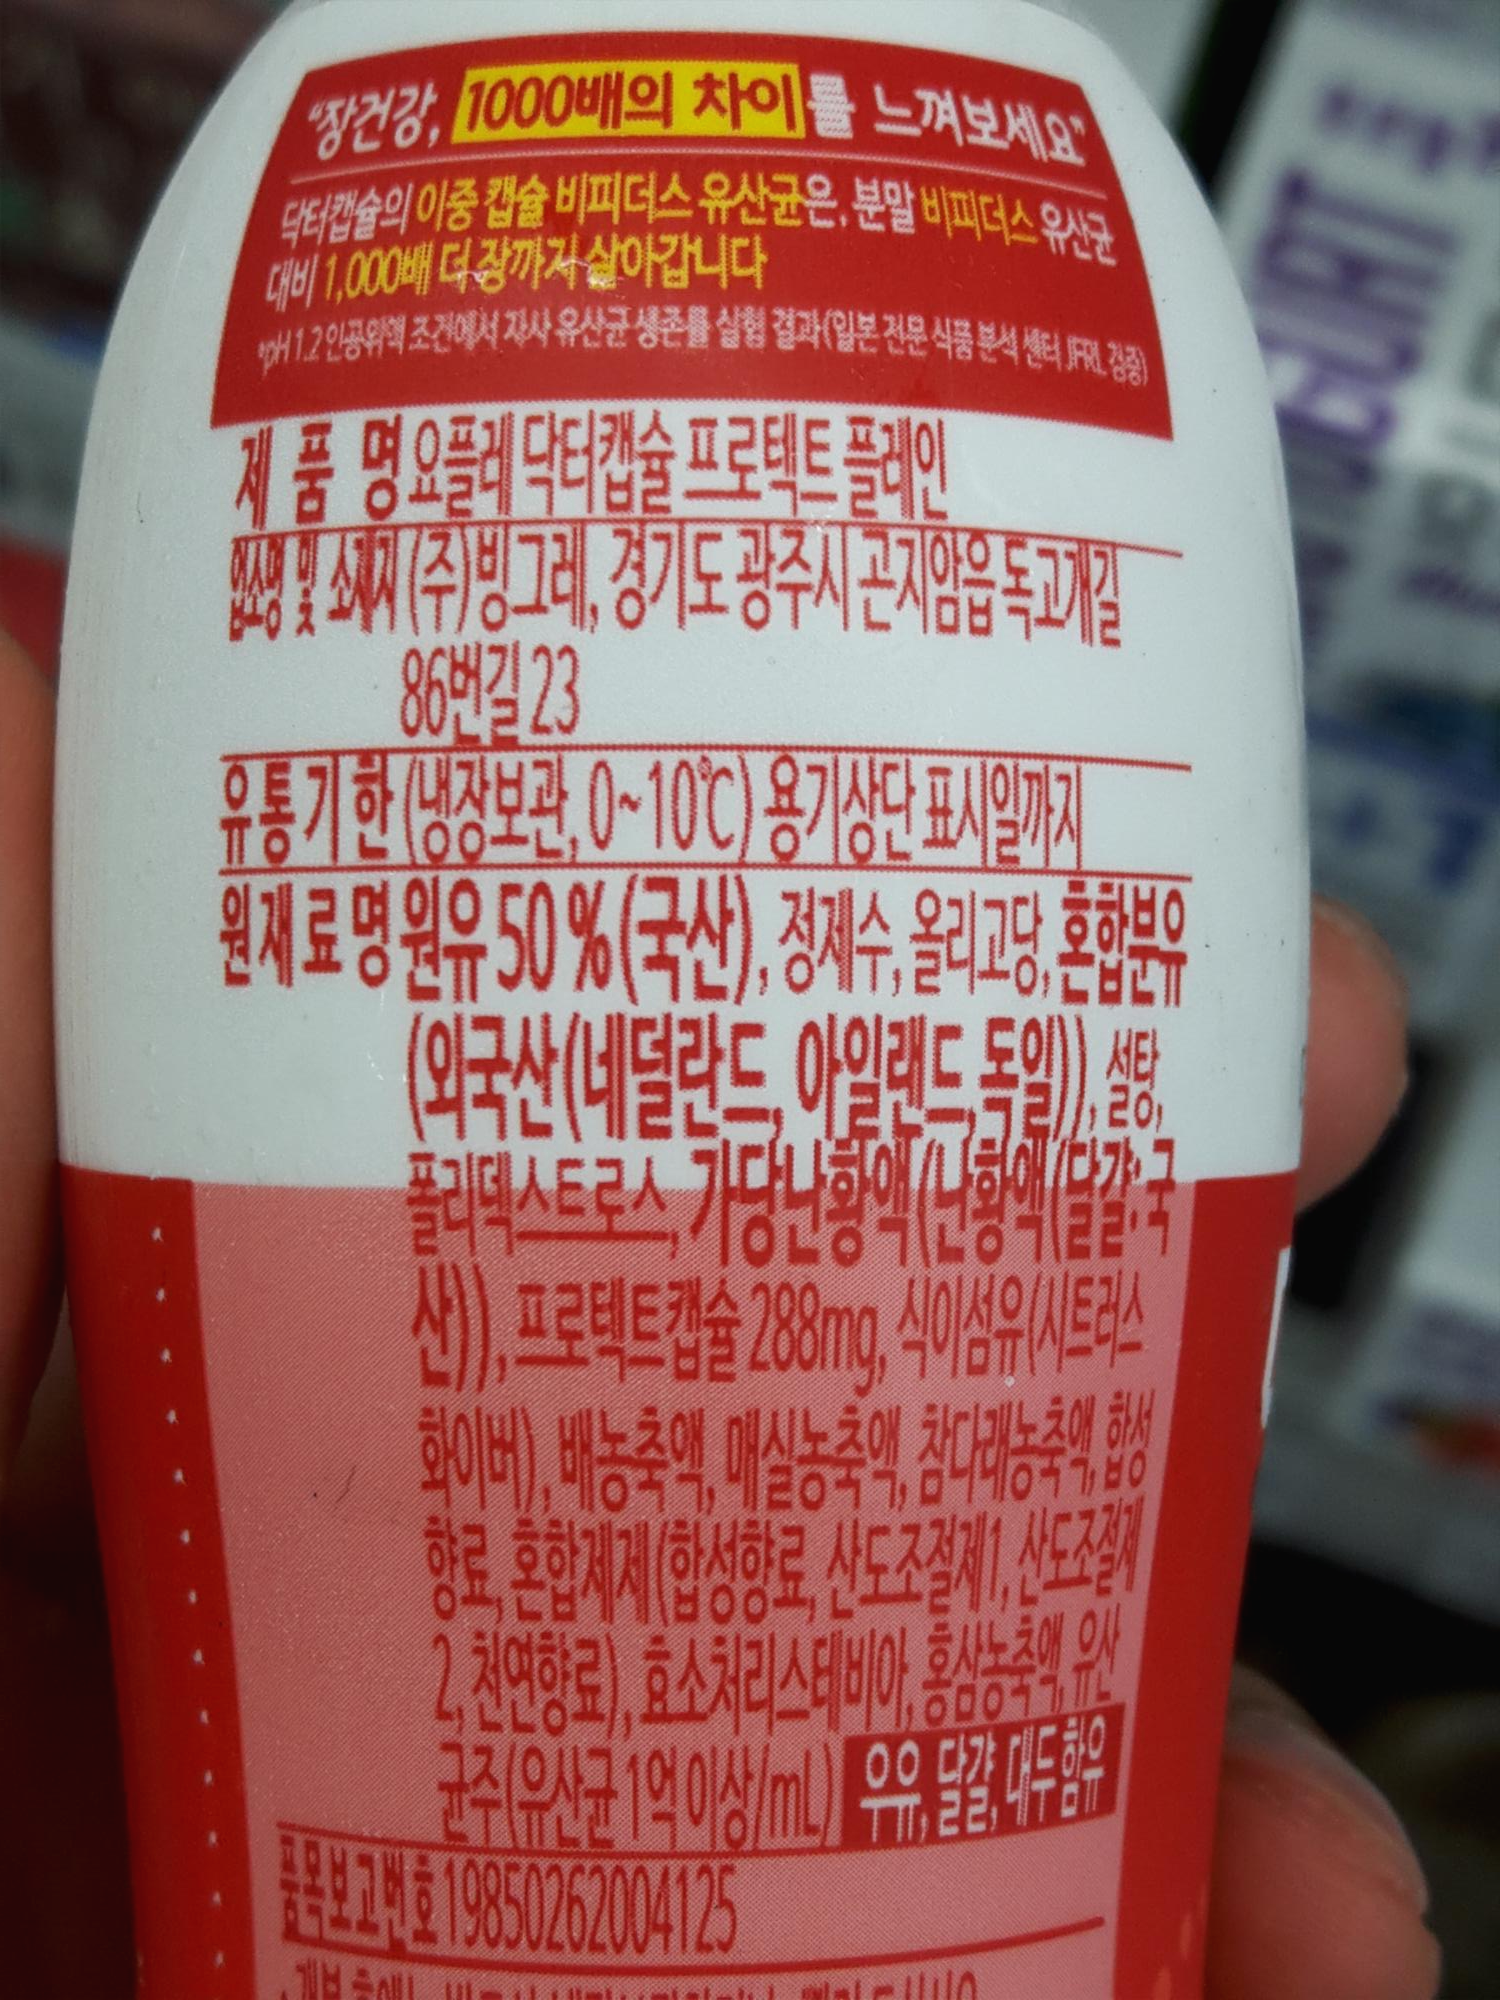 "장건강, 1000배의 차이를 느껴보세요"
닥터캡슐의 이중 캡슐 비피더스 유산균은, 분말 비피더스 유산균
대비 1,000배 더 장까지 살아갑니다
*pH 1.2 인공위액 조건에서 자사 유산균 생존률 실험 결과(일본 전문 식품 분석 센터 JFRL 검증)
제 품 명 요플레 닥터캡슐 프로텍트 플레인
업소명 및 소재지 (주)빙그레, 경기도 광주시 곤지암읍 독고개길
86번길 23
유통기한 (냉장보관, 0~10℃) 용기상단 표시일까지
원재료명 원유 50 % (국산), 정제수, 올리고당, 혼합분유
(외국산(네덜란드, 아일랜드, 독일)), 설탕,
폴리덱스트로스, 가당난황액(난황액(달걀:국
산)), 프로텍트캡슐 288mg, 식이섬유(시트러스
화이버), 배농축액, 매실농축액, 참다래농축액, 합성
향료, 혼합제제(합성향료, 산도조절제1, 산도조절제
2, 천연향료), 효소처리스테비아, 홍삼농축액, 유산
균주(유산균 1억 이상/mL) 우유, 달걀, 대두 함유
품목보고번호 19850262004125